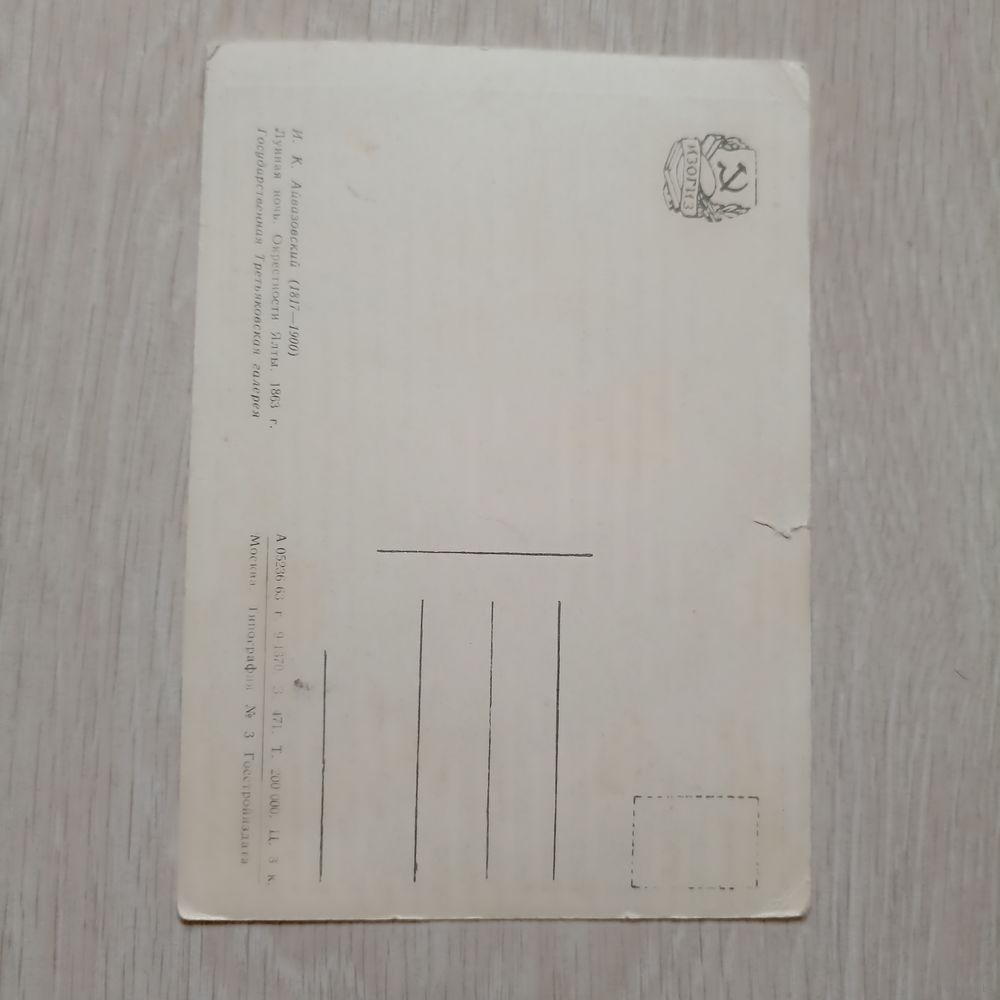 ИЗОГИЗ
И. К. Айвазовский (1817—1900)
Лунная ночь. Окрестности Ялты. 1863 г.
Государственная Третьяковская галерея
А-05236 63 г. 9-1370 З. 471. Т. 200 000. Ц. 3 к.
Москва Типография № 3 Госстройиздата